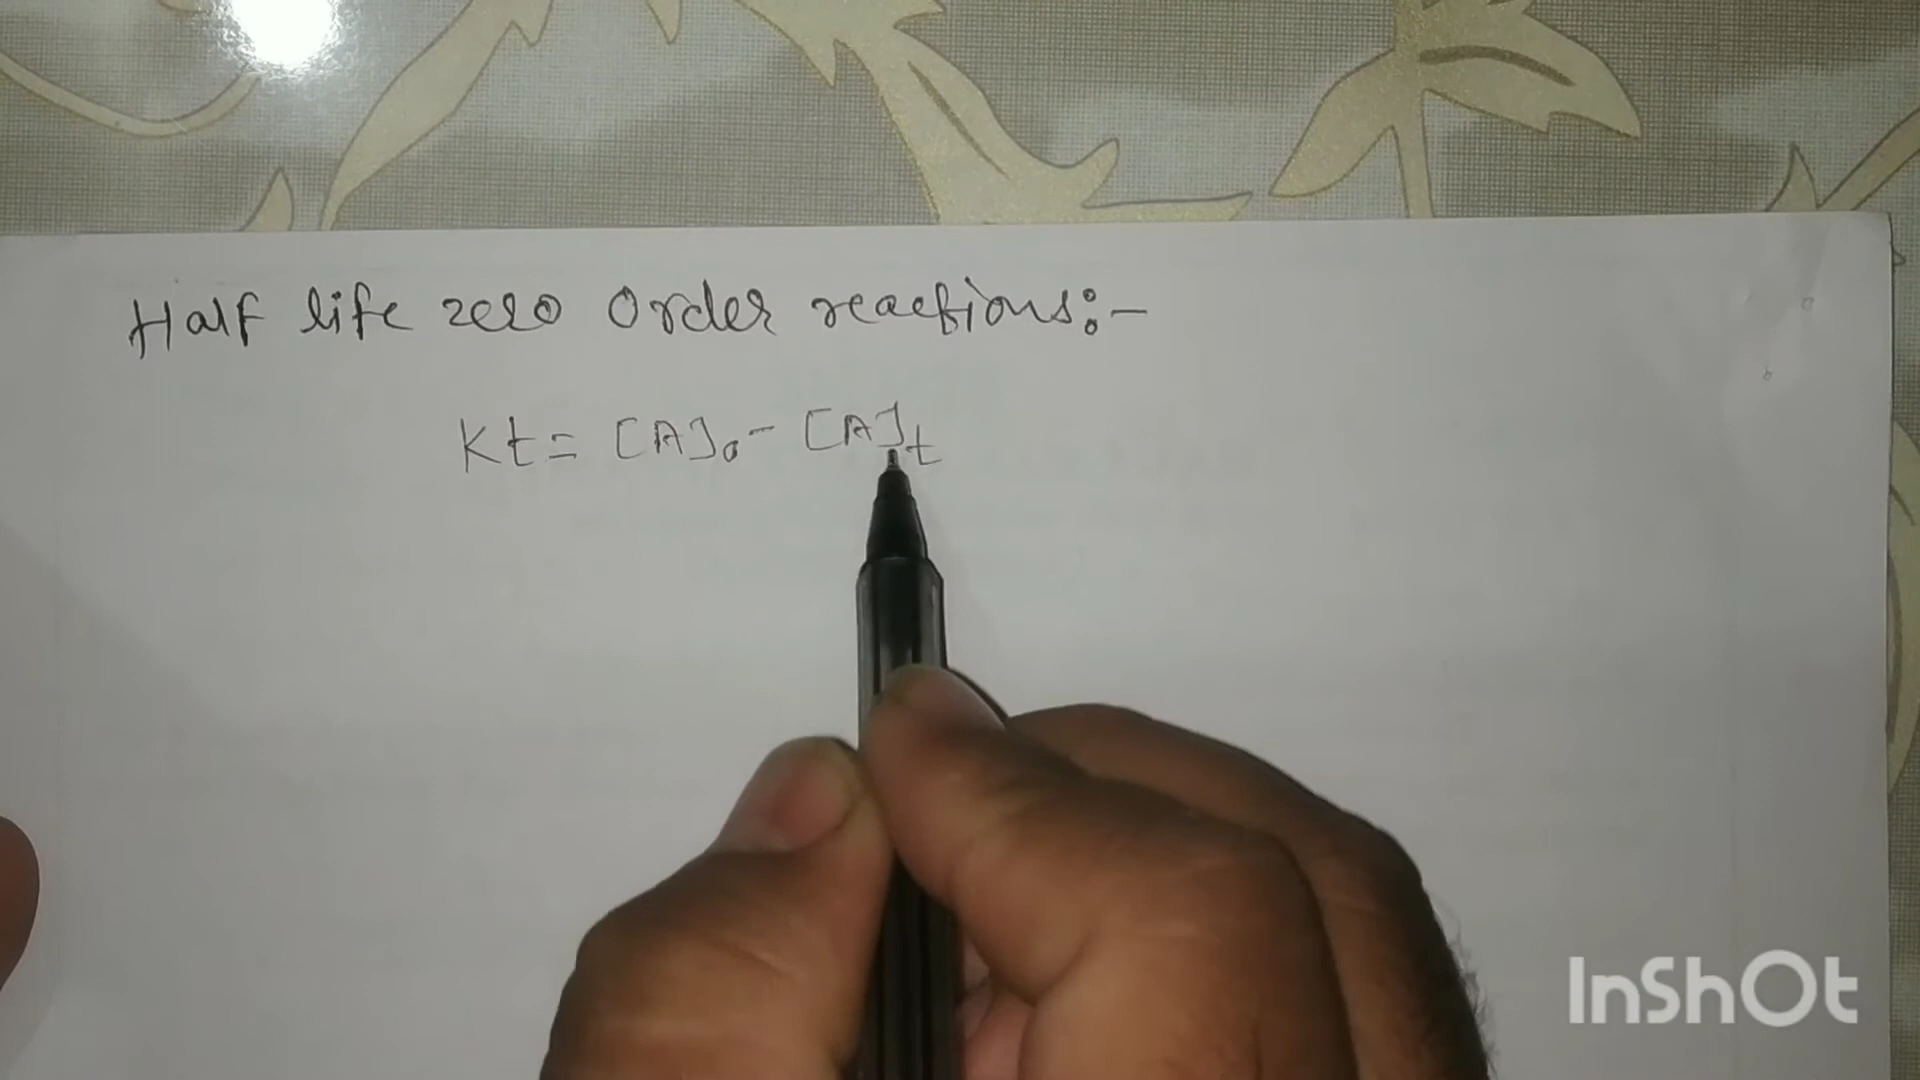 Half life zero order reactions:-
Kt = [A]₀ - [A]t
InShOt